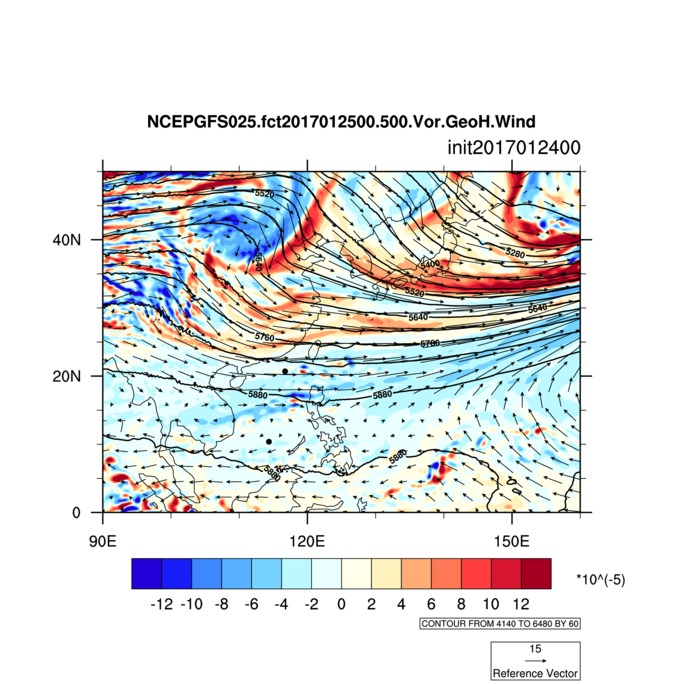 NCEPGFS025.fct2017012500.500.Vor.GeoH.Wind
init2017012400
5520
5280
40N
5640
5400
5520
5640
5640
5760
5760
20N
5880
5880
5880
5880
0
90E 120E 150E
-12 -10 -8 -6 -4 -2 0 2 4 6 8 10 12
*10^(-5)
CONTOUR FROM 4140 TO 6480 BY 60
15
Reference Vector